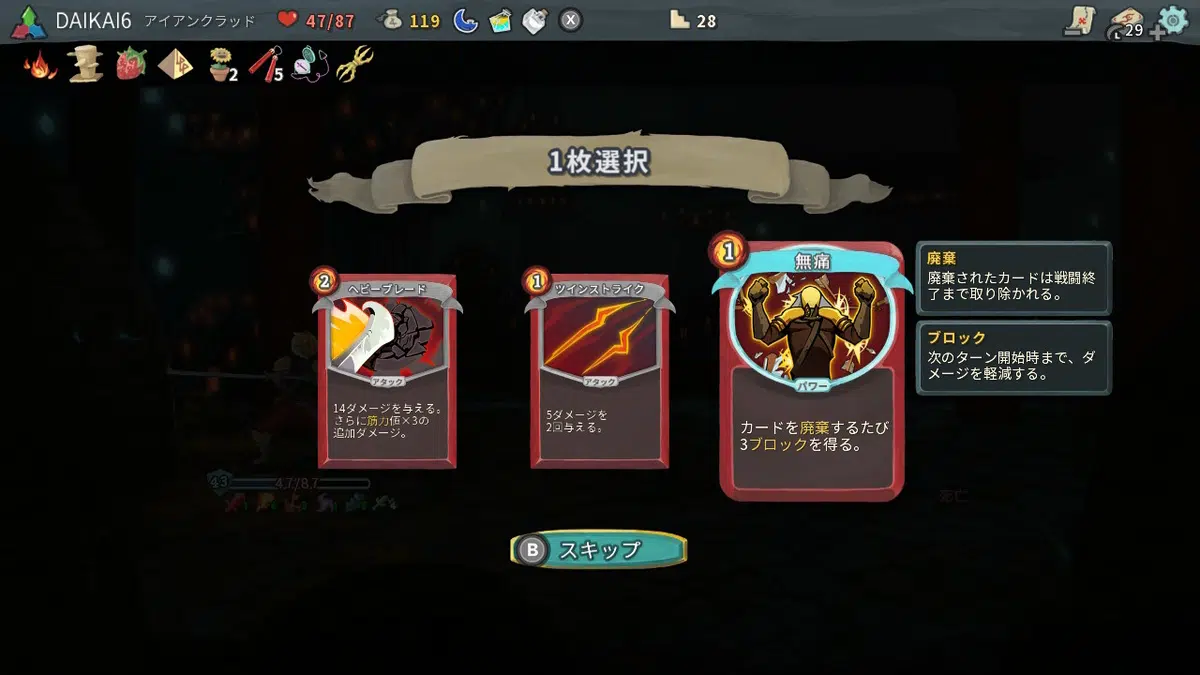 DAIKAI6 アイアンクラッド 47/87 119 X 28 29
2 5
1枚選択
2 ヘビーブレード
アタック
14ダメージを与える。
さらに筋力値×3の
追加ダメージ。
1 ツインストライク
アタック
5ダメージを
2回与える。
1 無痛
パワー
カードを廃棄するたび
3ブロックを得る。
廃棄
廃棄されたカードは戦闘終
了まで取り除かれる。
ブロック
次のターン開始時まで、ダ
メージを軽減する。
43 47/87
死亡
B スキップ